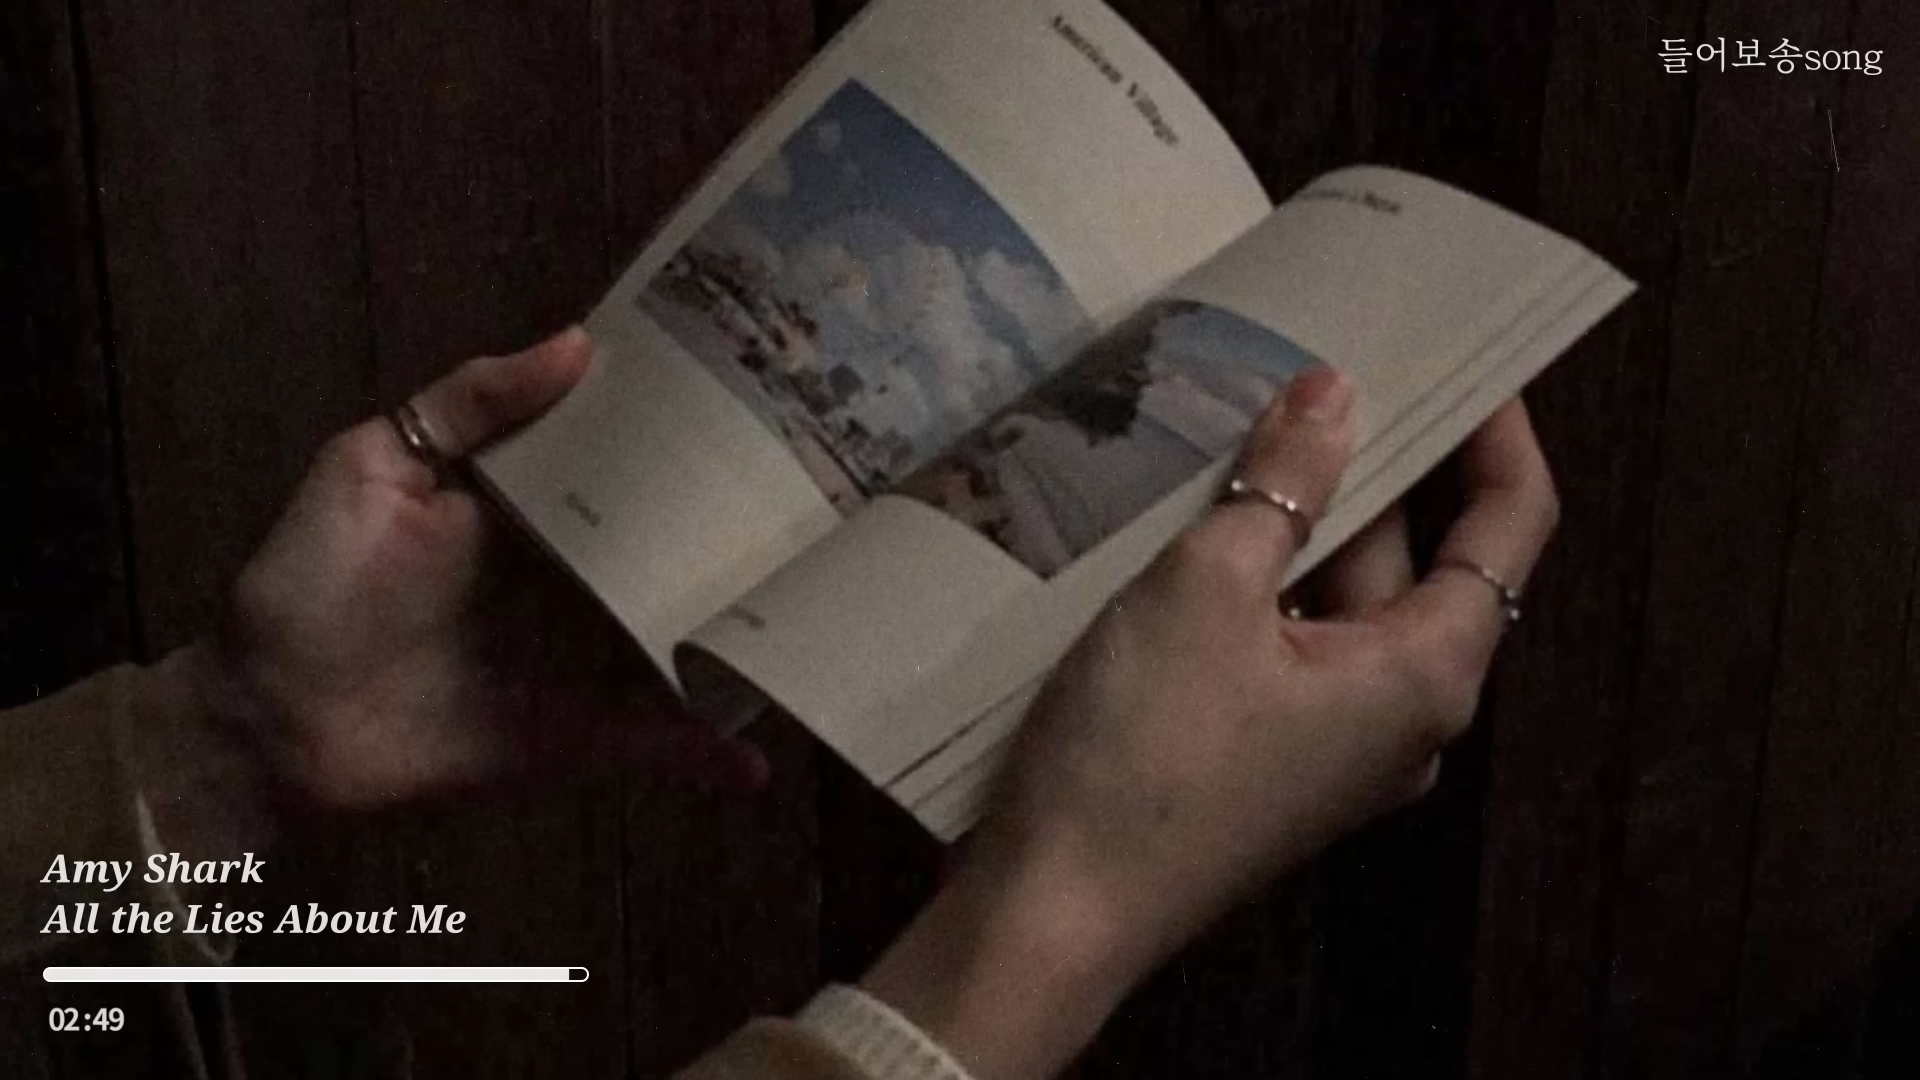 들어보송song
American Village
Amy Shark
All the Lies About Me
02:49